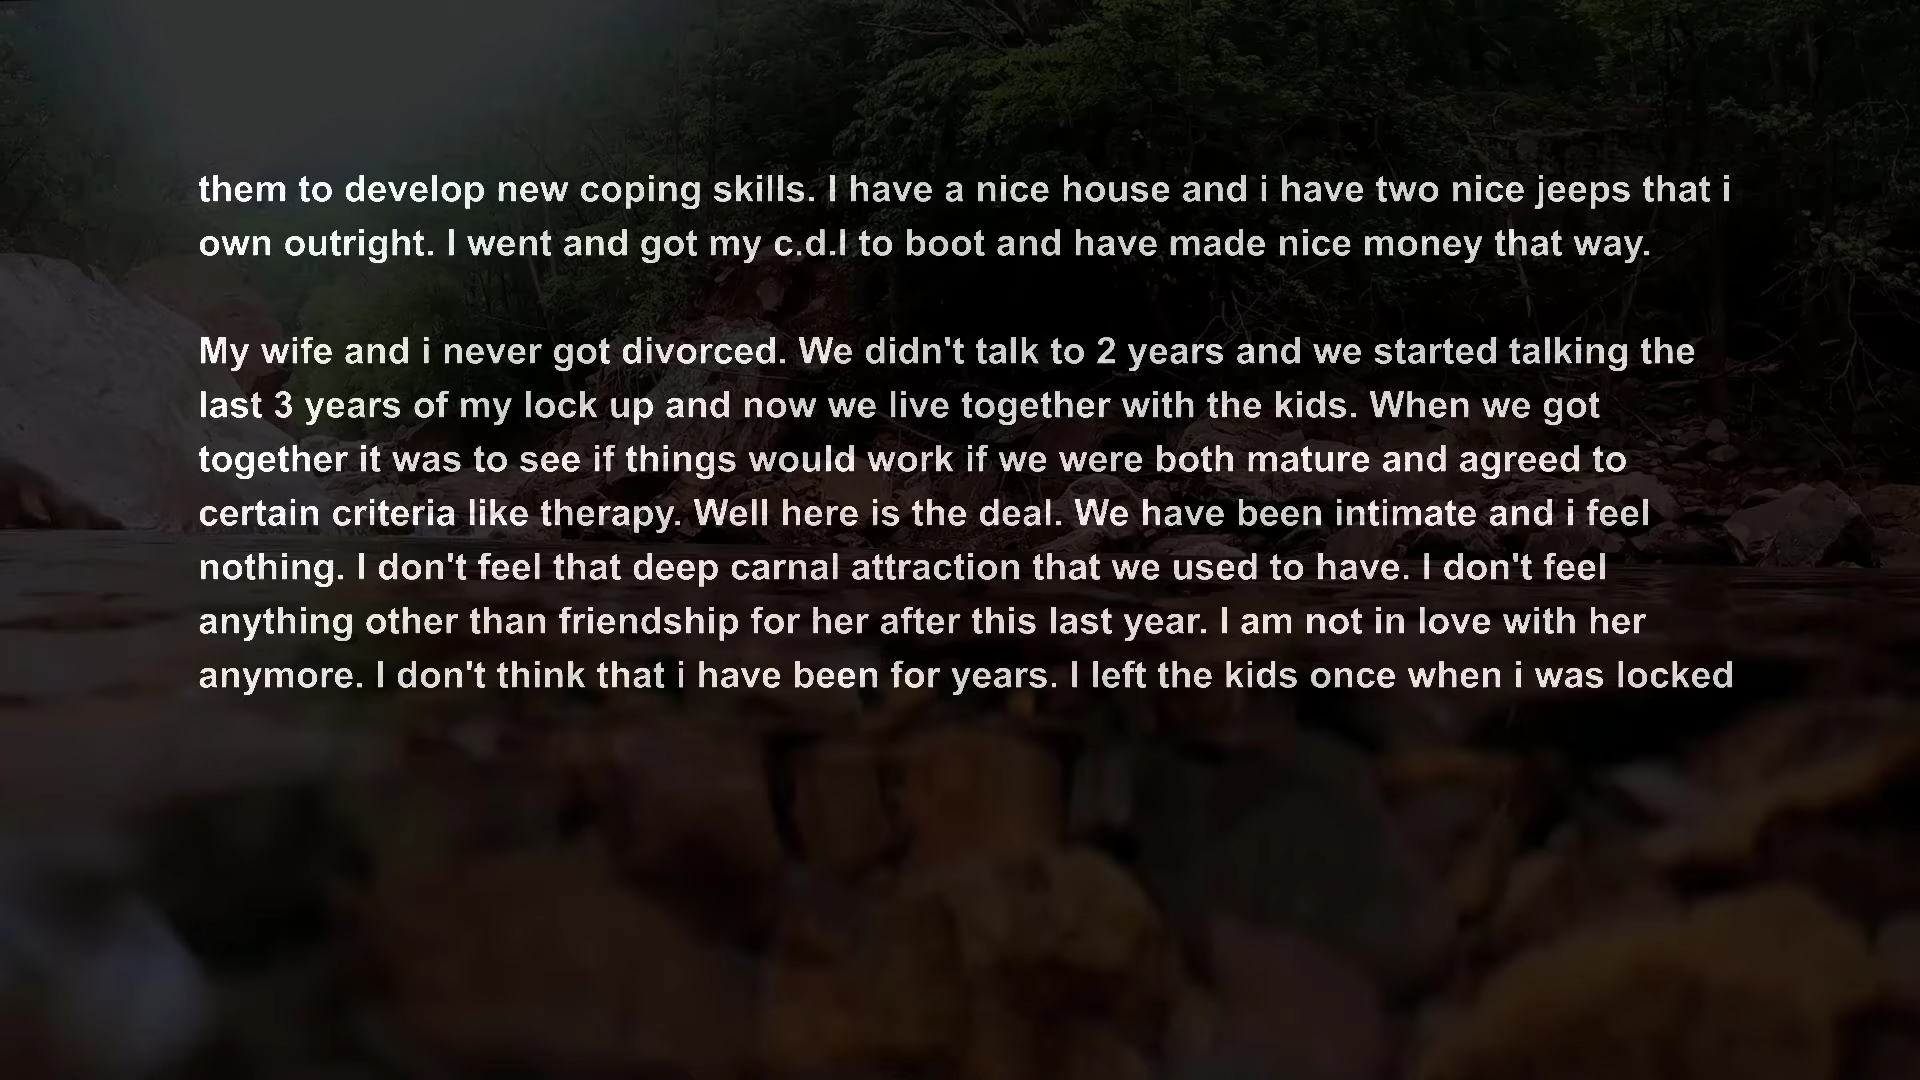 them to develop new coping skills. I have a nice house and i have two nice jeeps that i
own outright. I went and got my c.d.l to boot and have made nice money that way.
My wife and i never got divorced. We didn't talk to 2 years and we started talking the
last 3 years of my lock up and now we live together with the kids. When we got
together it was to see if things would work if we were both mature and agreed to
certain criteria like therapy. Well here is the deal. We have been intimate and i feel
nothing. I don't feel that deep carnal attraction that we used to have. I don't feel
anything other than friendship for her after this last year. I am not in love with her
anymore. I don't think that i have been for years. I left the kids once when i was locked